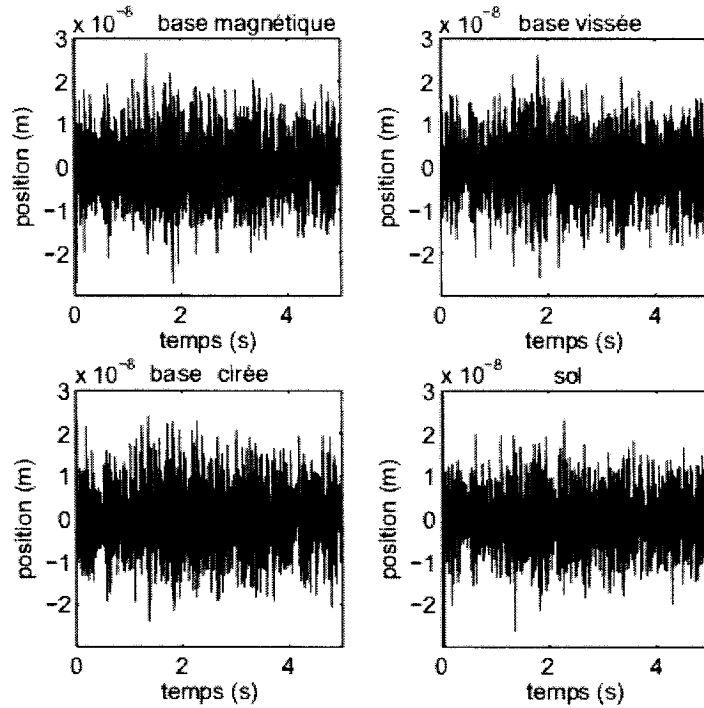 x 10⁻⁸ base magnétique
3
2
1
0
−1
−2
position (m)
0 2 4
temps (s)
x 10⁻⁸ base vissée
3
2
1
0
−1
−2
position (m)
0 2 4
temps (s)
x 10⁻⁸ base cirée
3
2
1
0
−1
−2
position (m)
0 2 4
temps (s)
x 10⁻⁸ sol
3
2
1
0
−1
−2
position (m)
0 2 4
temps (s)